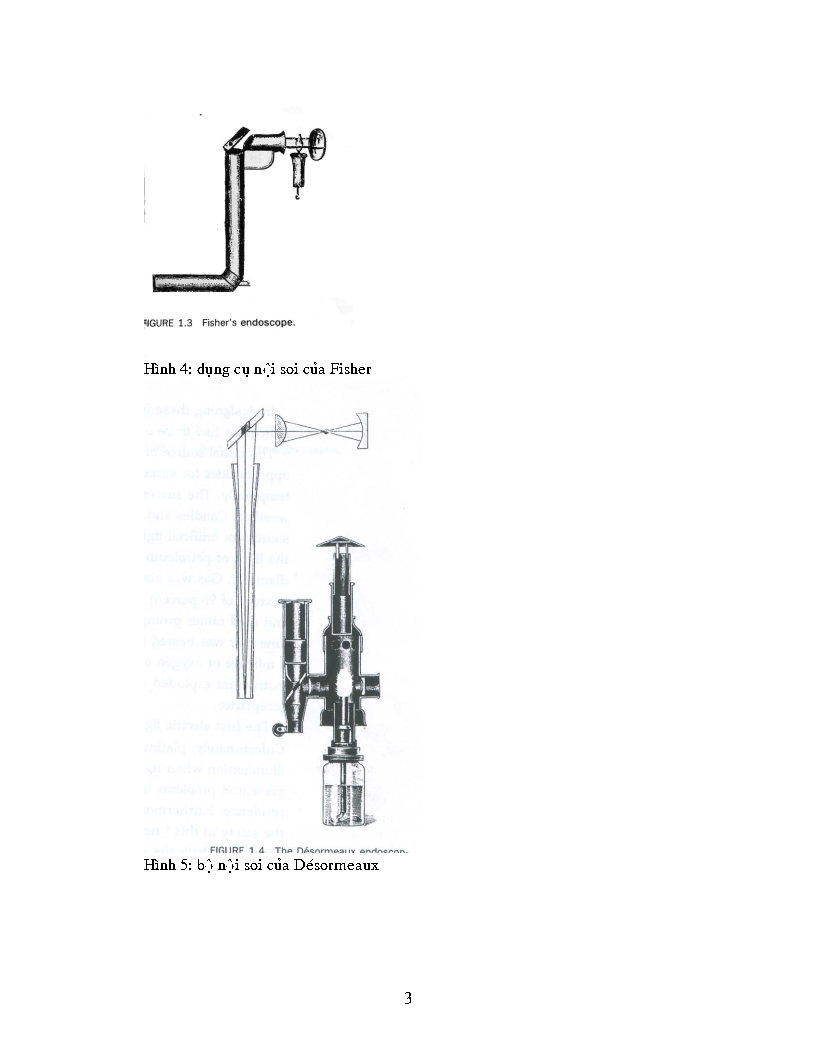 FIGURE 1.3 Fisher's endoscope.
Hình 4: dụng cụ nội soi của Fisher
FIGURE 1.4 The Désormeaux endoscop-
Hình 5: bộ nội soi của Désormeaux
3